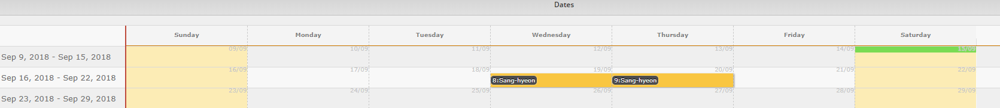 Dates
Sunday Monday Tuesday Wednesday Thursday Friday Saturday
09/09 10/09 11/09 12/09 13/09 14/09 15/09
Sep 9, 2018 - Sep 15, 2018
16/09 17/09 18/09 19/09 20/09 21/09 22/09
Sep 16, 2018 - Sep 22, 2018 8:Sang-hyeon 9:Sang-hyeon
23/09 24/09 25/09 26/09 27/09 28/09 29/09
Sep 23, 2018 - Sep 29, 2018